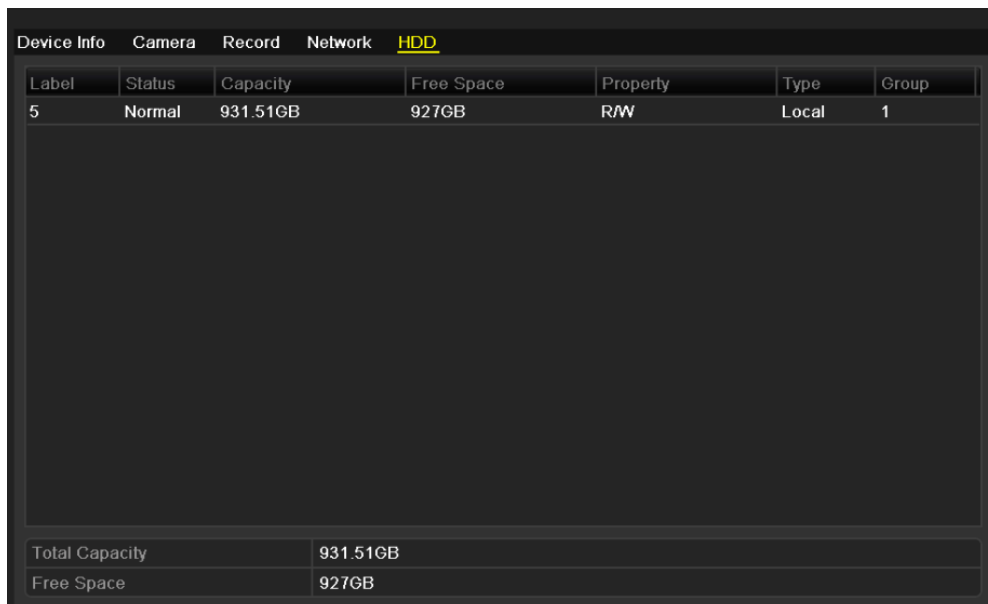 Device Info Camera Record Network HDD
Label Status Capacity Free Space Property Type Group
5 Normal 931.51GB 927GB R/W Local 1
Total Capacity 931.51GB
Free Space 927GB